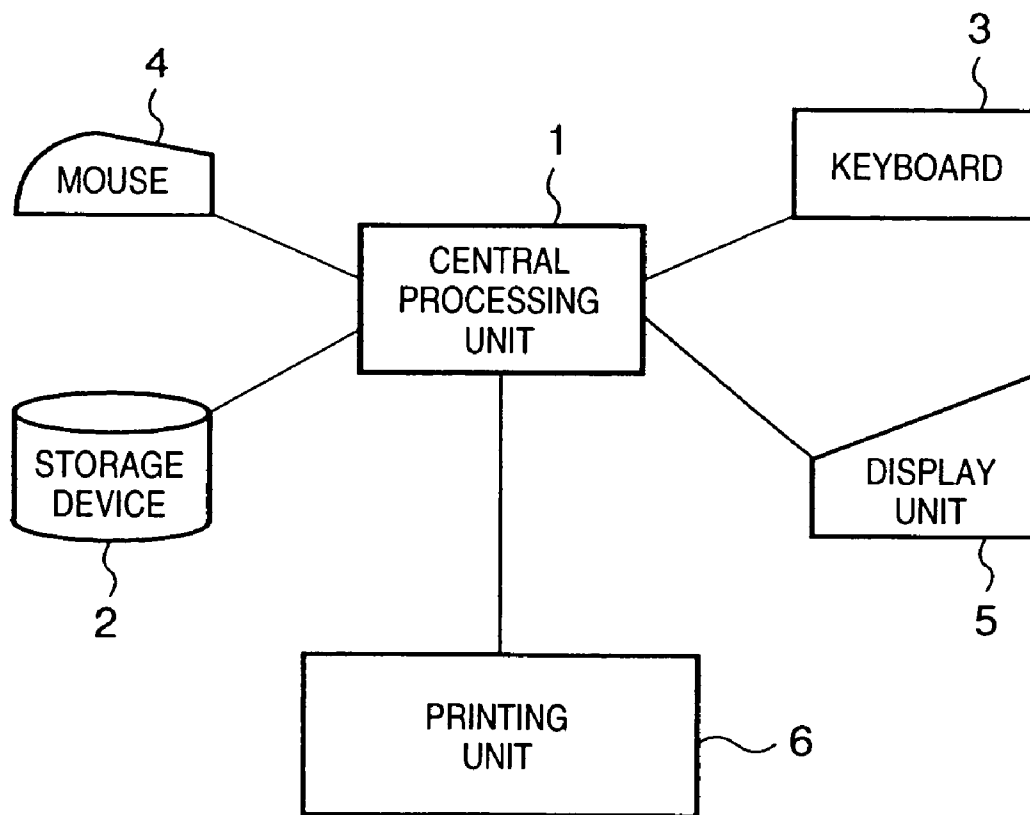 3
4
1
MOUSE
KEYBOARD
CENTRAL
PROCESSING
UNIT
STORAGE
DEVICE
DISPLAY
UNIT
2
5
PRINTING
UNIT
6